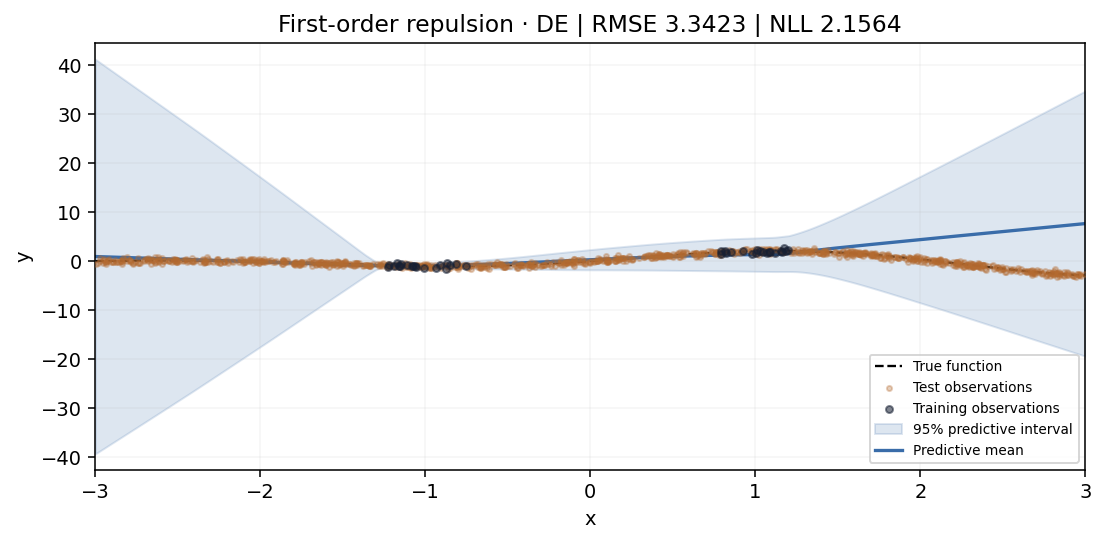 First-order repulsion · DE | RMSE 3.3423 | NLL 2.1564
40
30
20
10
0
−10
−20
−30
−40
y
−3
−2
−1
0
1
2
3
x
True function
Test observations
Training observations
95% predictive interval
Predictive mean